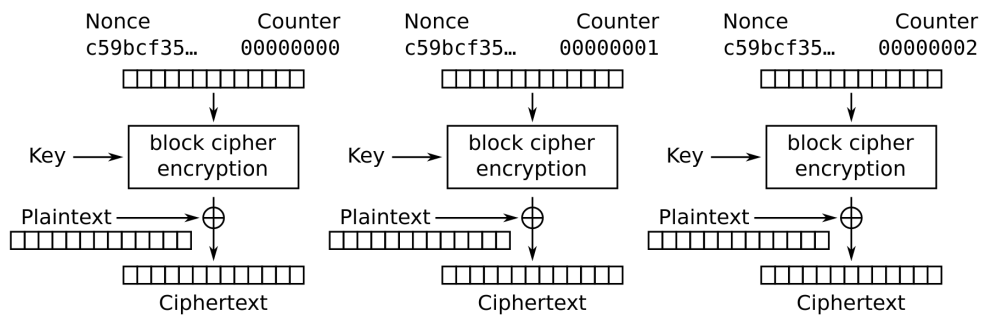 Nonce Counter Nonce Counter Nonce Counter
c59bcf35… 00000000 c59bcf35… 00000001 c59bcf35… 00000002
block cipher block cipher block cipher
Key Key Key
encryption encryption encryption
Plaintext Plaintext Plaintext
Ciphertext Ciphertext Ciphertext